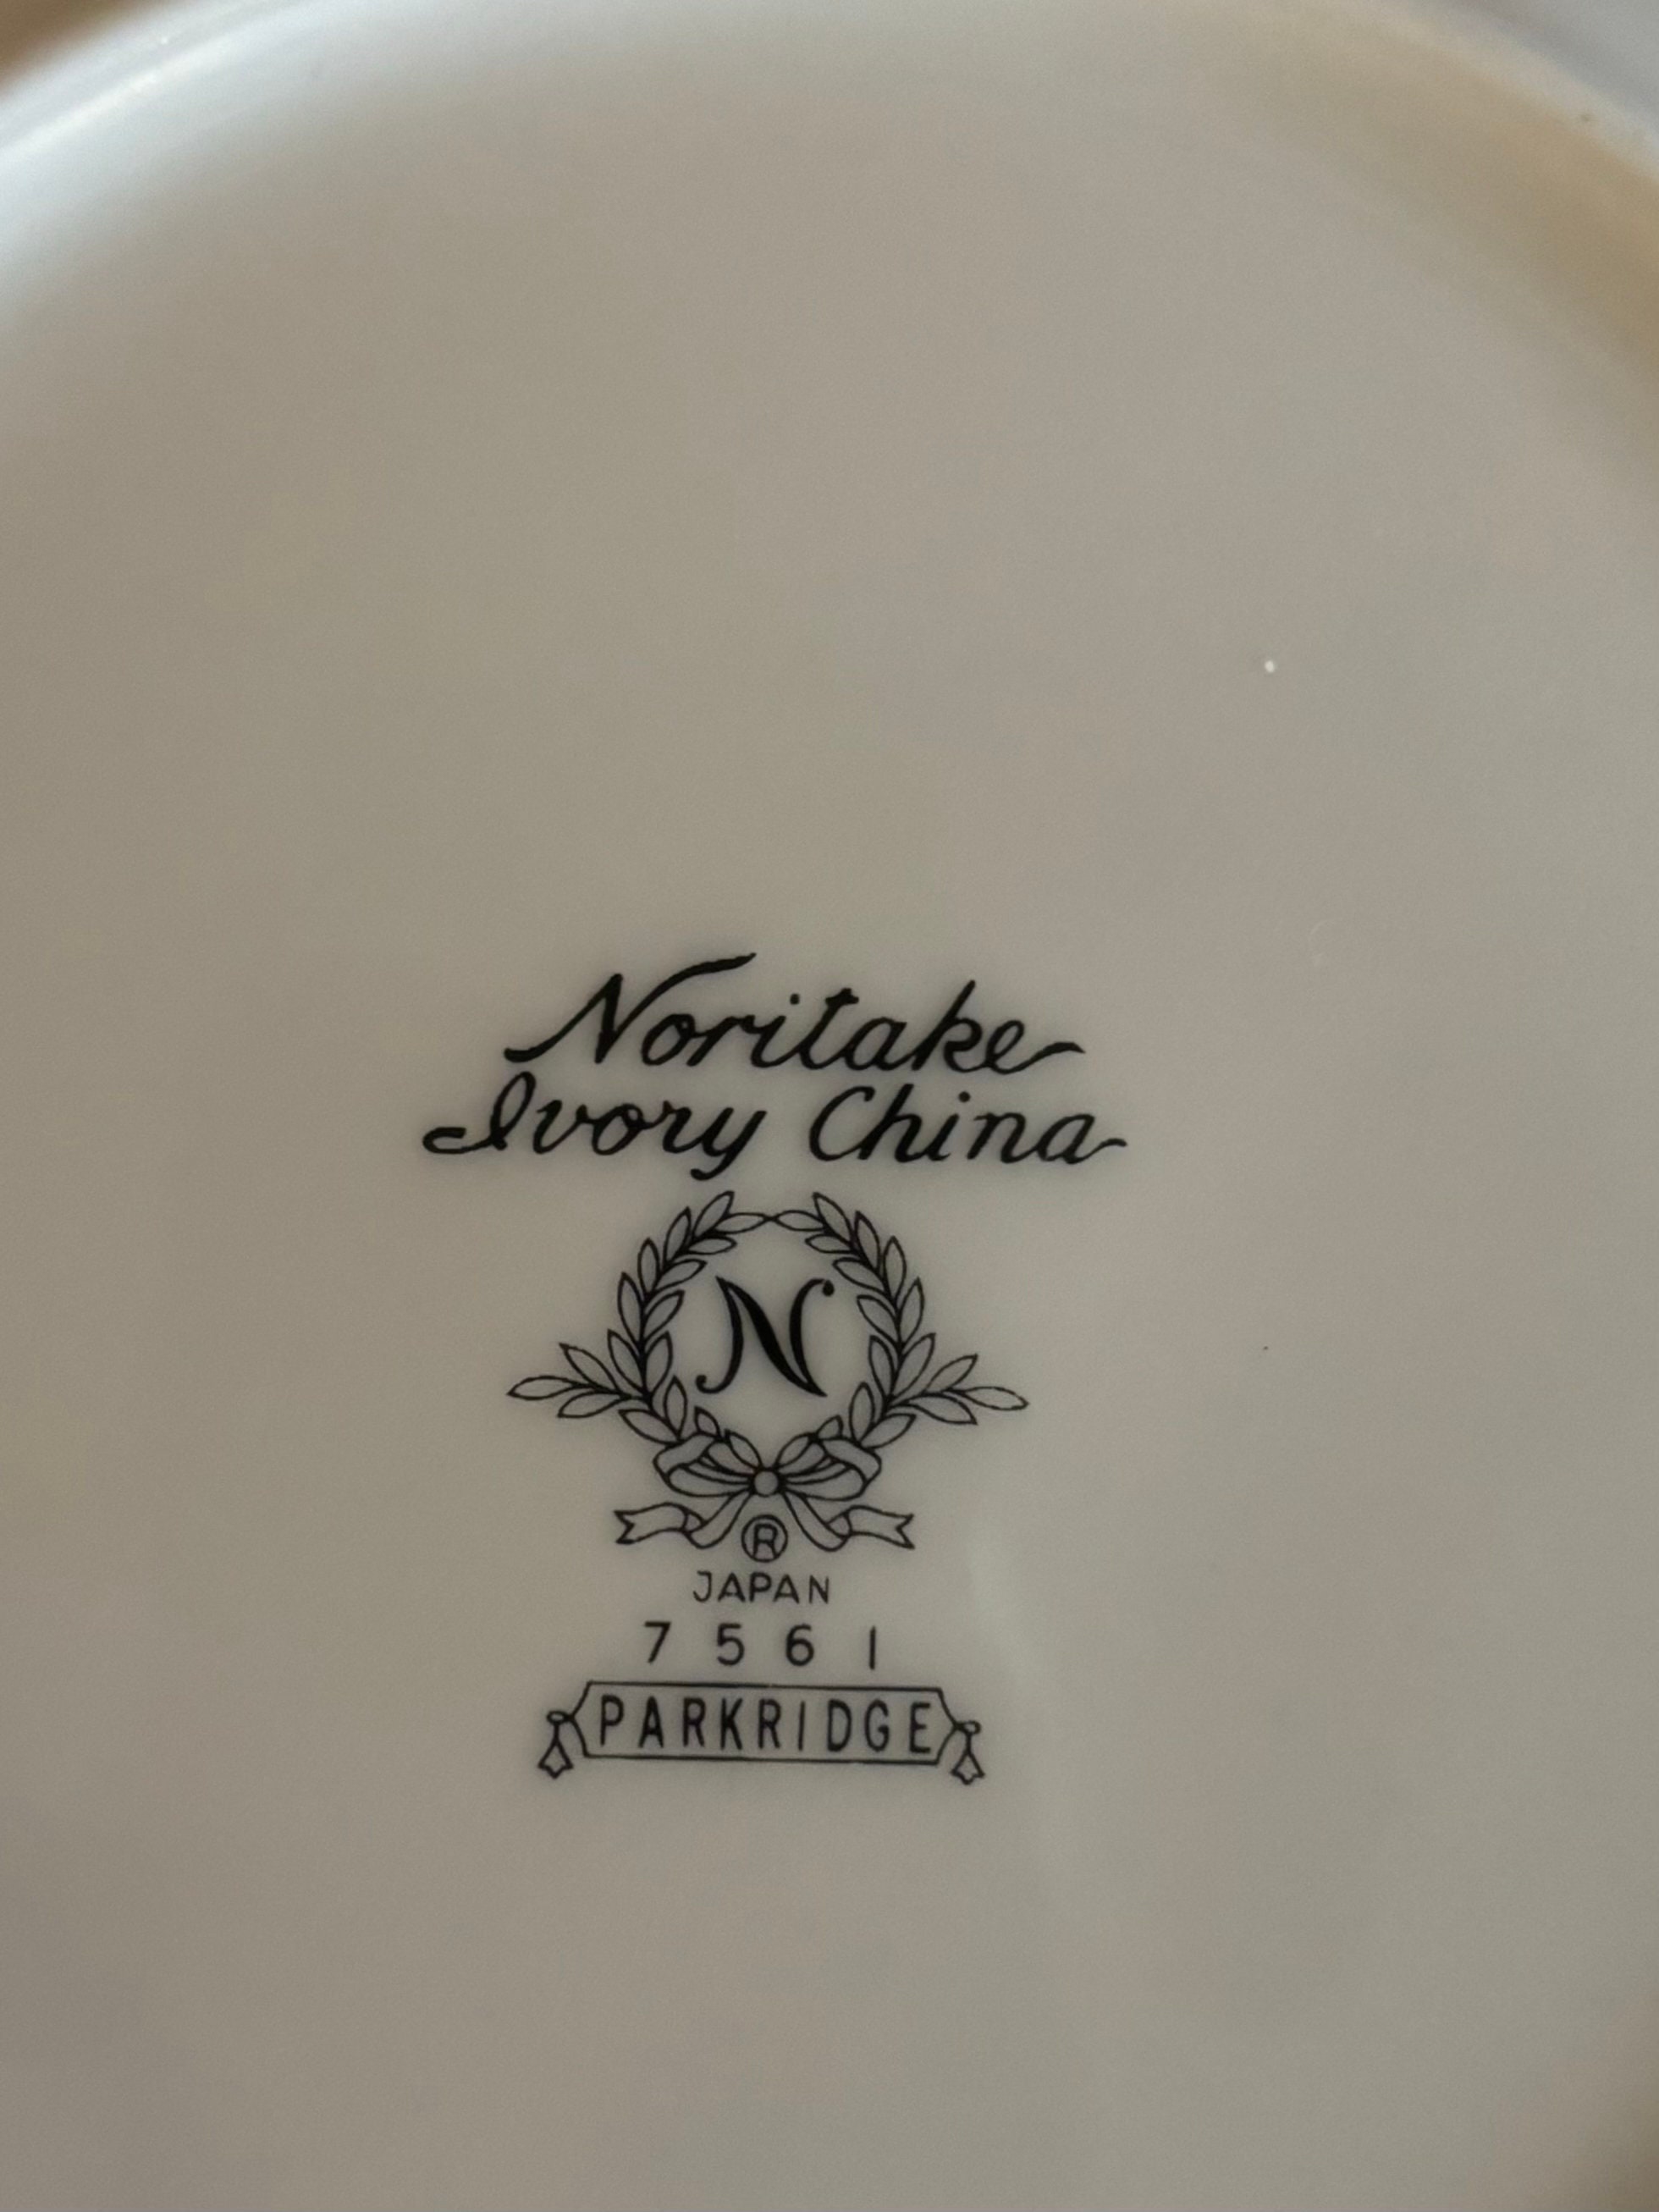 Noritake
Ivory China
N
®
JAPAN
7561
PARKRIDGE